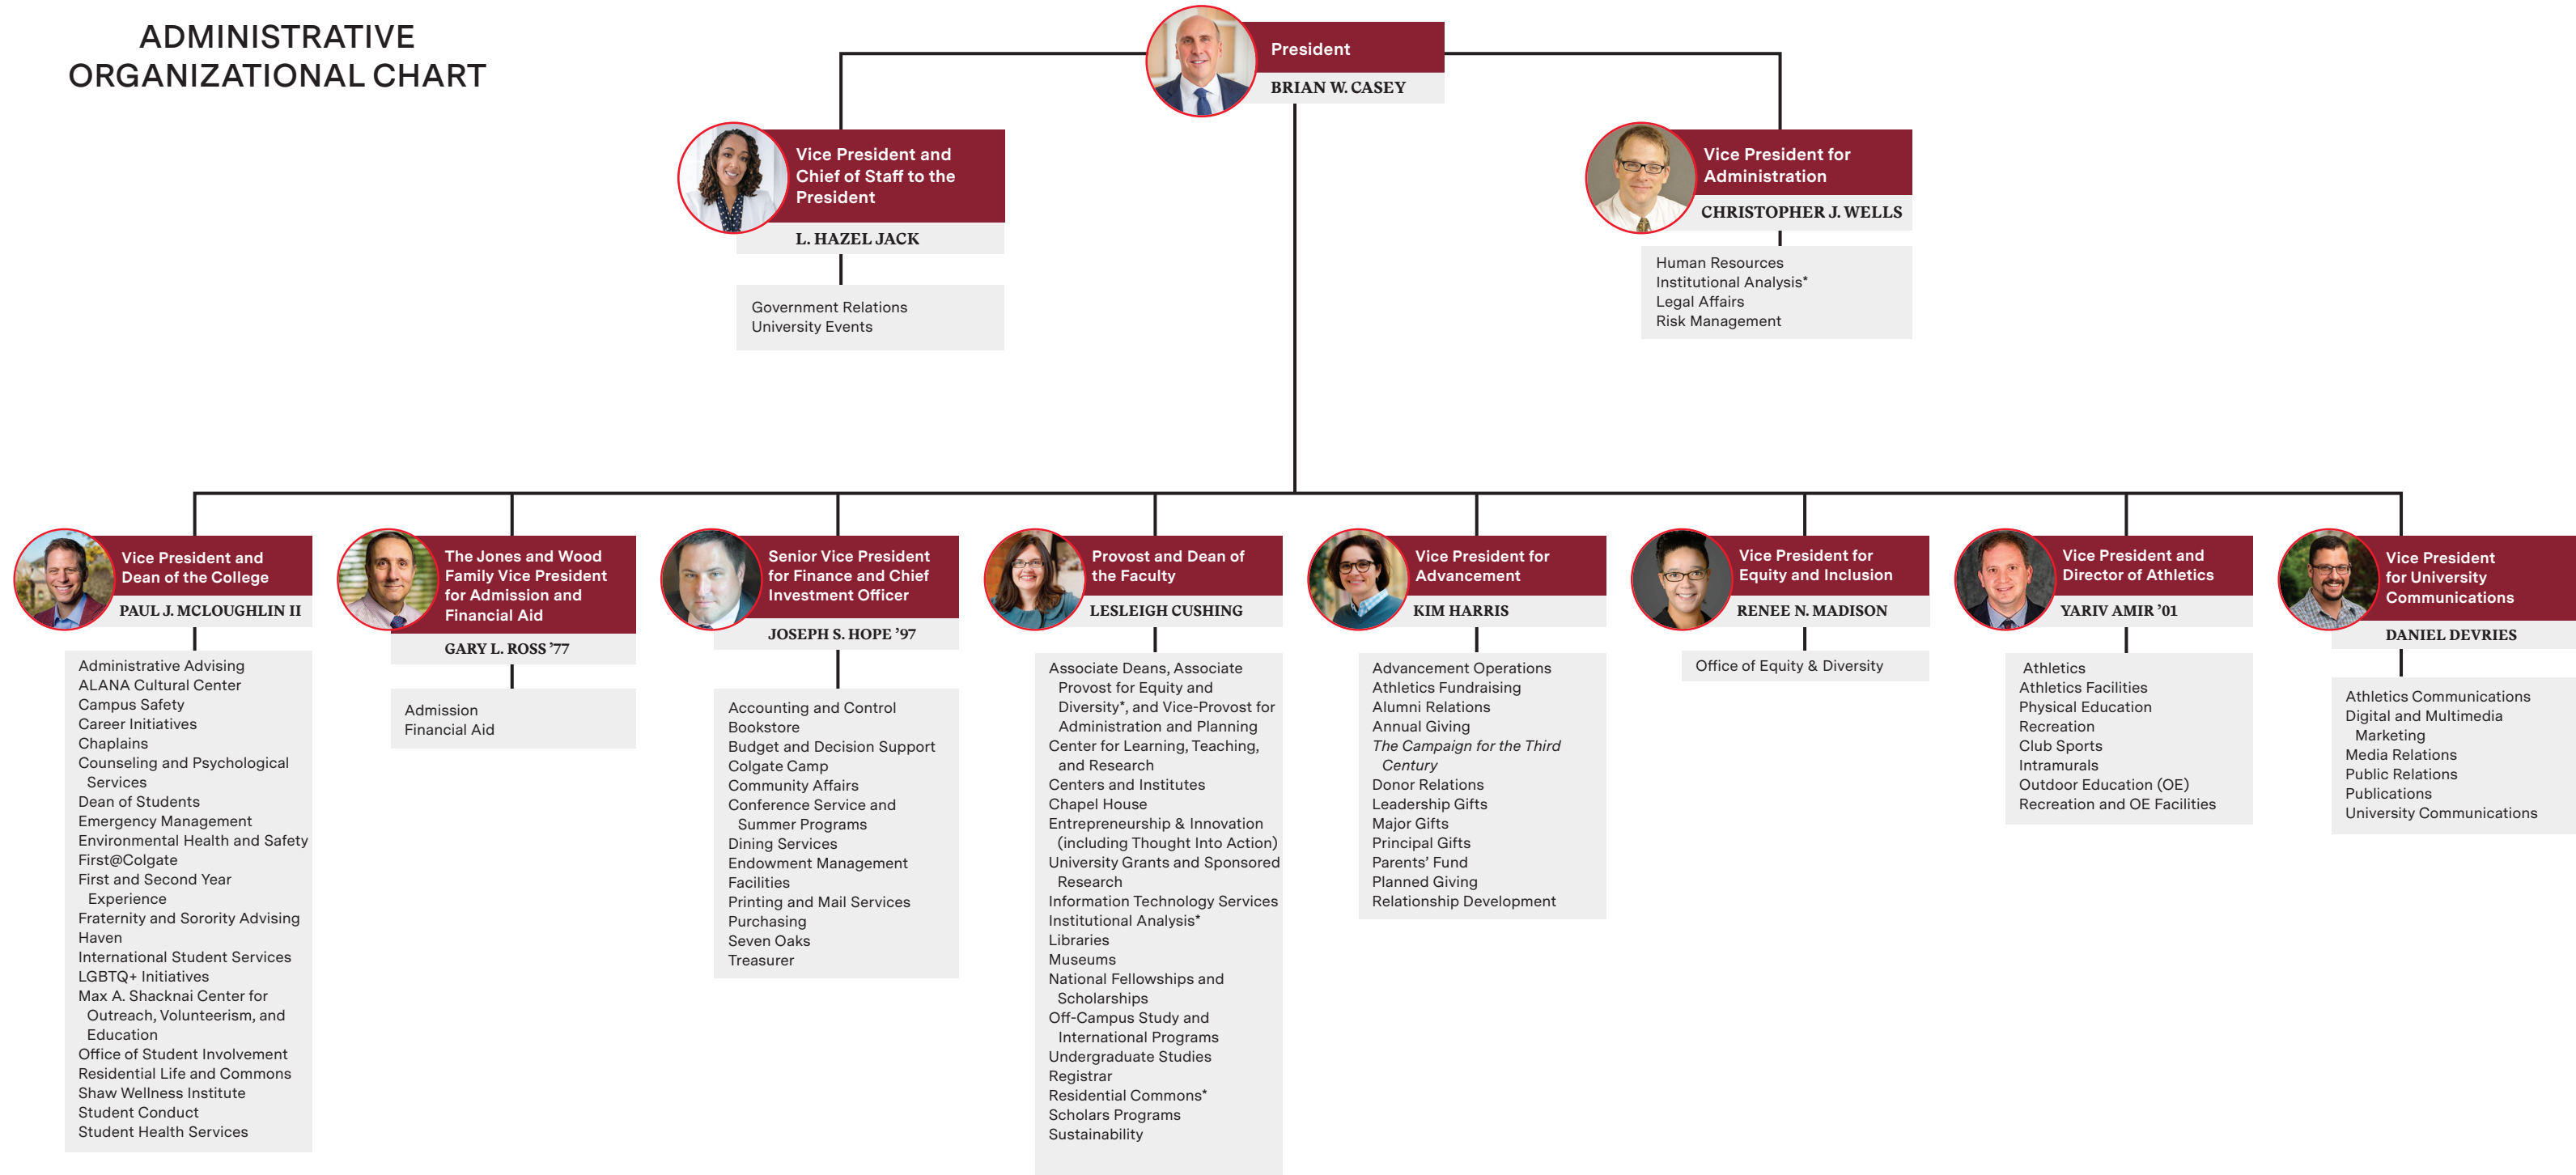 ADMINISTRATIVE
ORGANIZATIONAL CHART
President
BRIAN W. CASEY
Vice President and
Chief of Staff to the
President
L. HAZEL JACK
Government Relations
University Events
Vice President for
Administration
CHRISTOPHER J. WELLS
Human Resources
Institutional Analysis*
Legal Affairs
Risk Management
Vice President and
Dean of the College
PAUL J. MCLOUGHLIN II
Administrative Advising
ALANA Cultural Center
Campus Safety
Career Initiatives
Chaplains
Counseling and Psychological
Services
Dean of Students
Emergency Management
Environmental Health and Safety
First@Colgate
First and Second Year
Experience
Fraternity and Sorority Advising
Haven
International Student Services
LGBTQ+ Initiatives
Max A. Shacknai Center for
Outreach, Volunteerism, and
Education
Office of Student Involvement
Residential Life and Commons
Shaw Wellness Institute
Student Conduct
Student Health Services
The Jones and Wood
Family Vice President
for Admission and
Financial Aid
GARY L. ROSS ’77
Admission
Financial Aid
Senior Vice President
for Finance and Chief
Investment Officer
JOSEPH S. HOPE ’97
Accounting and Control
Bookstore
Budget and Decision Support
Colgate Camp
Community Affairs
Conference Service and
Summer Programs
Dining Services
Endowment Management
Facilities
Printing and Mail Services
Purchasing
Seven Oaks
Treasurer
Provost and Dean of
the Faculty
LESLEIGH CUSHING
Associate Deans, Associate
Provost for Equity and
Diversity*, and Vice-Provost for
Administration and Planning
Center for Learning, Teaching,
and Research
Centers and Institutes
Chapel House
Entrepreneurship & Innovation
(including Thought Into Action)
University Grants and Sponsored
Research
Information Technology Services
Institutional Analysis*
Libraries
Museums
National Fellowships and
Scholarships
Off-Campus Study and
International Programs
Undergraduate Studies
Registrar
Residential Commons*
Scholars Programs
Sustainability
Vice President for
Advancement
KIM HARRIS
Advancement Operations
Athletics Fundraising
Alumni Relations
Annual Giving
The Campaign for the Third
Century
Donor Relations
Leadership Gifts
Major Gifts
Principal Gifts
Parents’ Fund
Planned Giving
Relationship Development
Vice President for
Equity and Inclusion
RENEE N. MADISON
Office of Equity & Diversity
Vice President and
Director of Athletics
YARIV AMIR ’01
Athletics
Athletics Facilities
Physical Education
Recreation
Club Sports
Intramurals
Outdoor Education (OE)
Recreation and OE Facilities
Vice President
for University
Communications
DANIEL DEVRIES
Athletics Communications
Digital and Multimedia
Marketing
Media Relations
Public Relations
Publications
University Communications